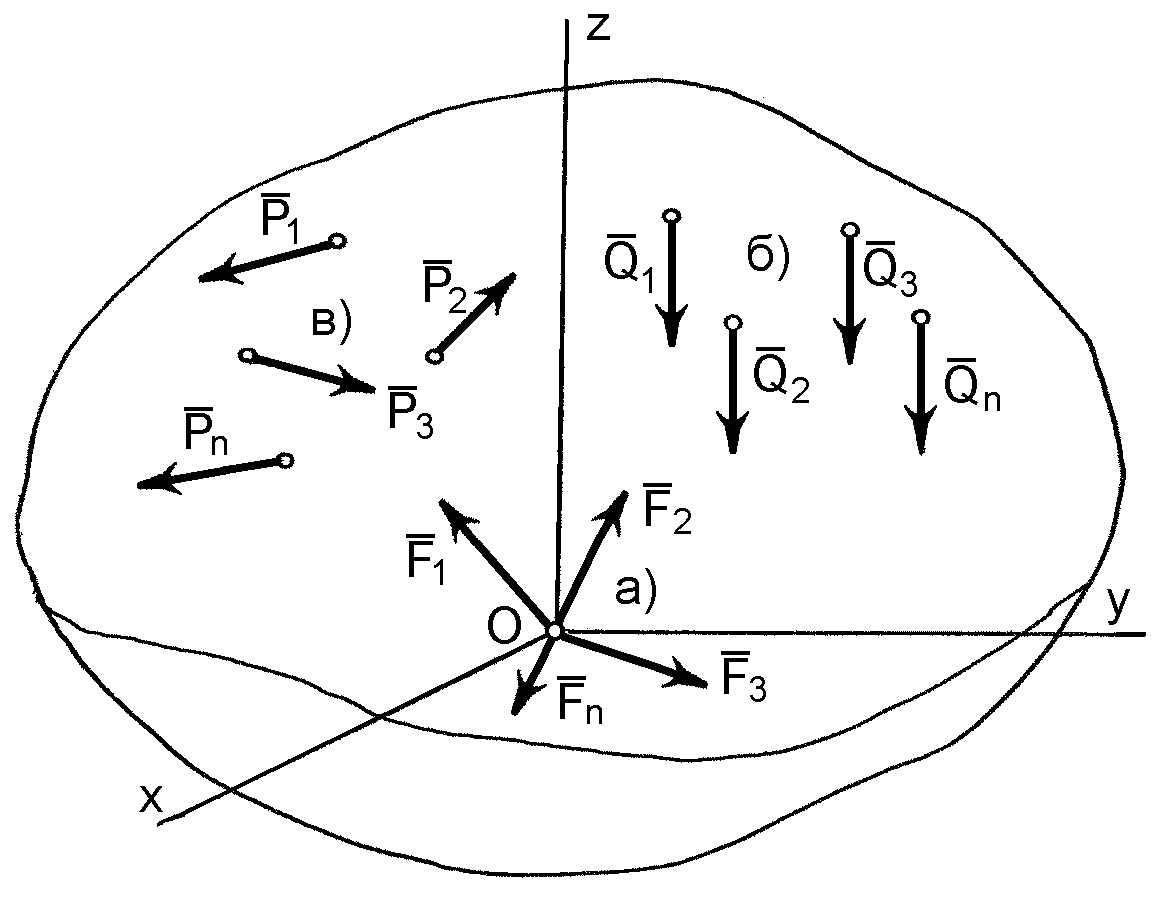 z
P̅1
P̅2
в)
P̅3
P̅n
Q̅1
б)
Q̅3
Q̅2
Q̅n
F̅1
F̅2
а)
O
y
F̅3
F̅n
x